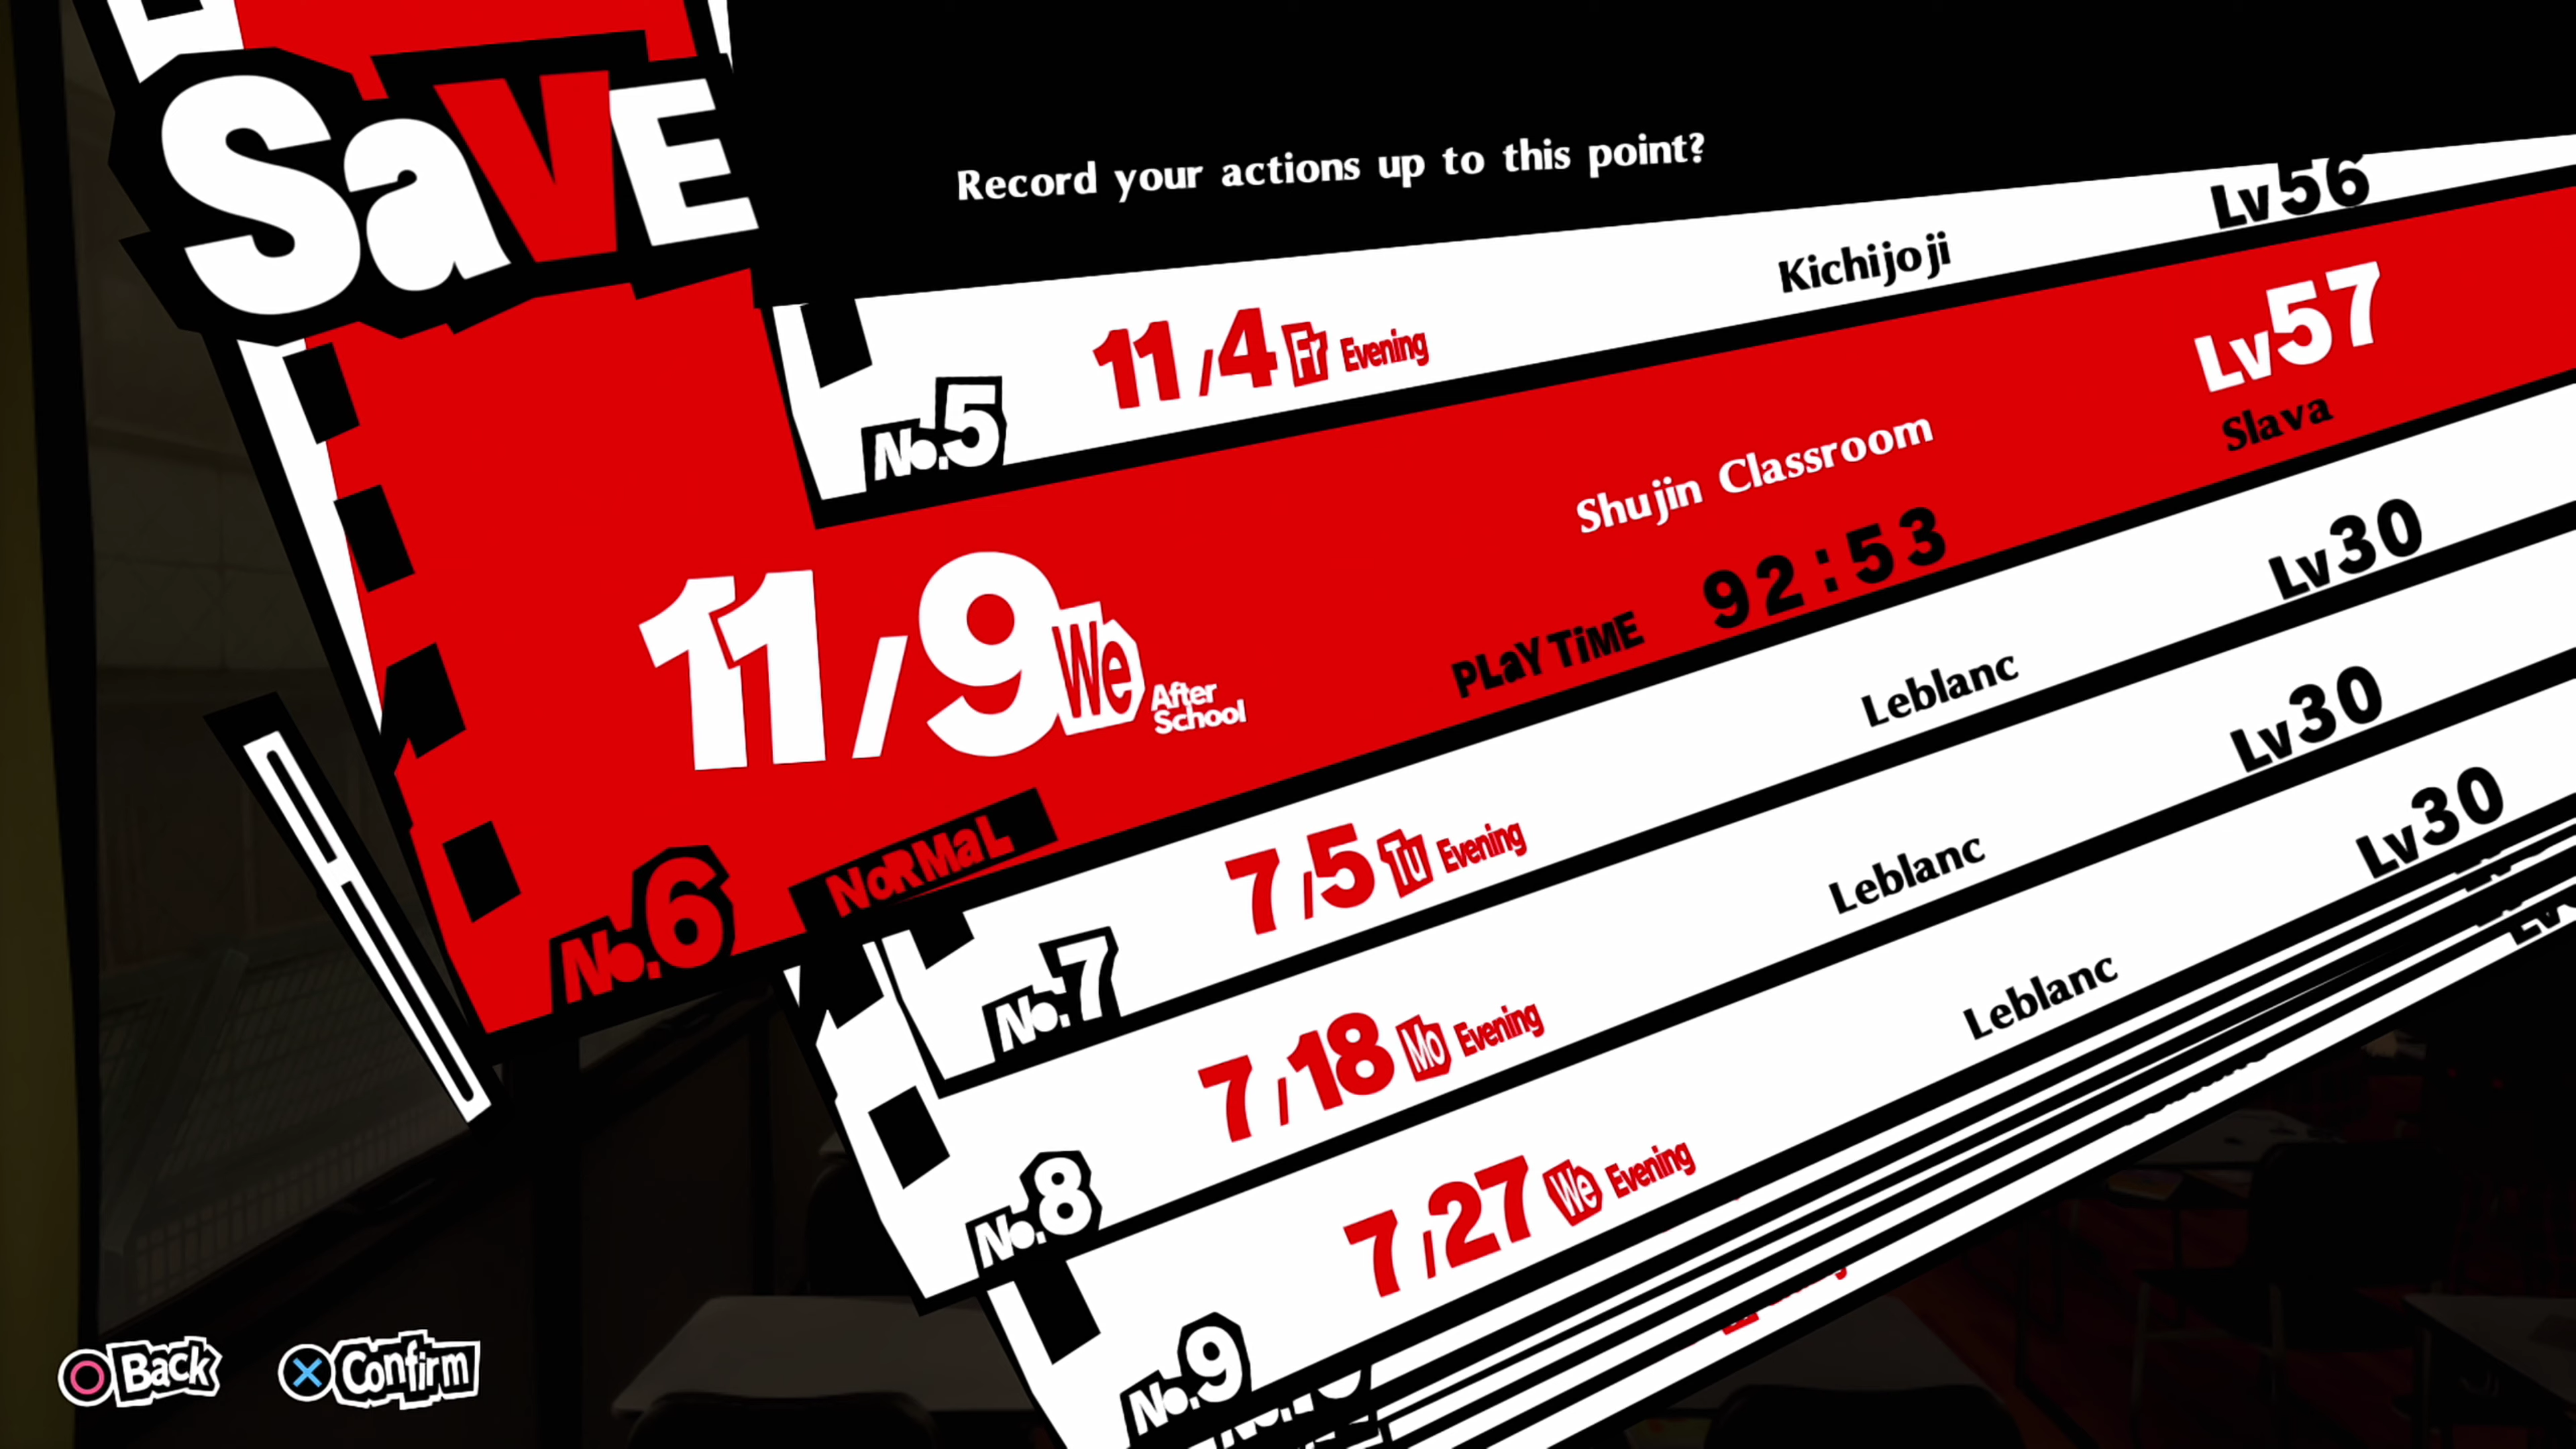 SaVE
Record your actions up to this point?
No.5 11/4 Fr Evening Kichijoji Lv56
11/9 We After School Shujin Classroom Lv57
PLaY TiME 92:53 Slava
No.6 NoRMaL
No.7 7/5 Tu Evening Leblanc Lv30
No.8 7/18 Mo Evening Leblanc Lv30
No.9 7/27 We Evening Leblanc Lv30
Back Confirm